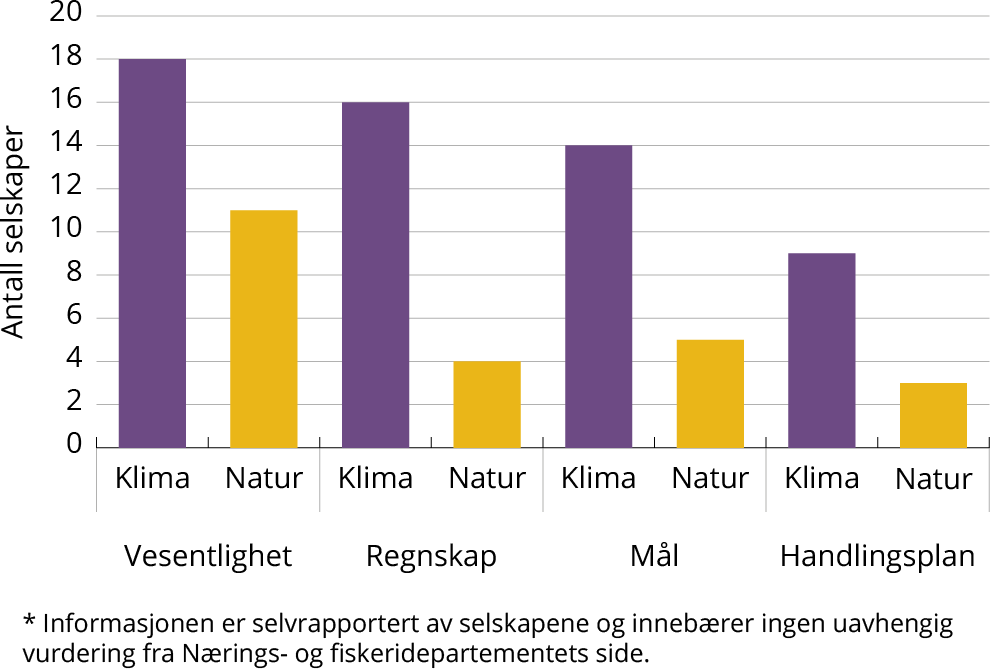 20
18
16
14
12
10
8
6
4
2
0
Antall selskaper
Klima Natur Klima Natur Klima Natur Klima Natur
Vesentlighet Regnskap Mål Handlingsplan
* Informasjonen er selvrapportert av selskapene og innebærer ingen uavhengig
vurdering fra Nærings- og fiskeridepartementets side.